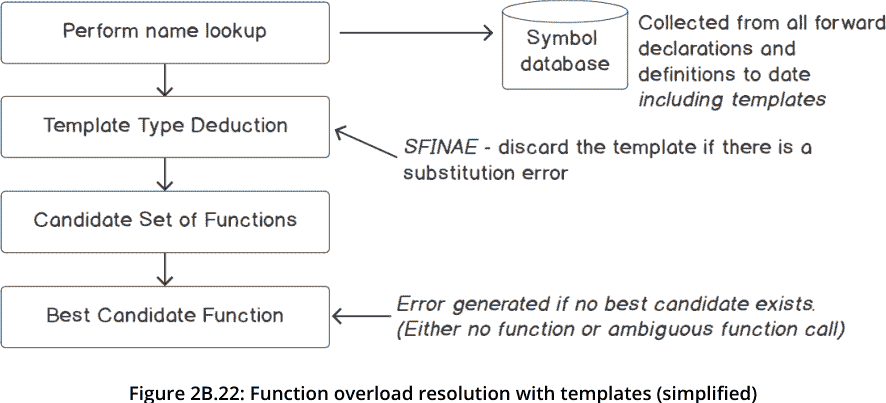 Perform name lookup
Symbol
database
Collected from all forward
declarations and
definitions to date
including templates
Template Type Deduction
SFINAE - discard the template if there is a
substitution error
Candidate Set of Functions
Best Candidate Function
Error generated if no best candidate exists.
(Either no function or ambiguous function call)
Figure 2B.22: Function overload resolution with templates (simplified)